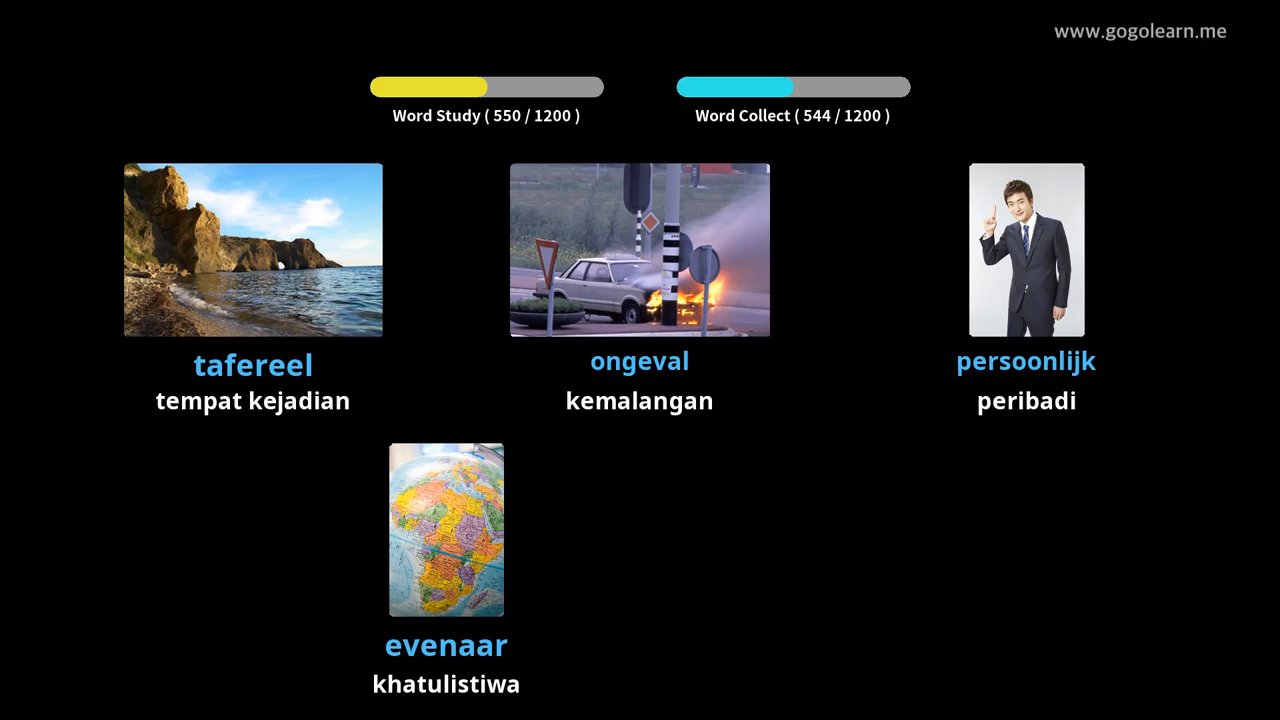 www.gogolearn.me
Word Study ( 550 / 1200 )
Word Collect ( 544 / 1200 )
tafereel
tempat kejadian
ongeval
kemalangan
persoonlijk
peribadi
evenaar
khatulistiwa